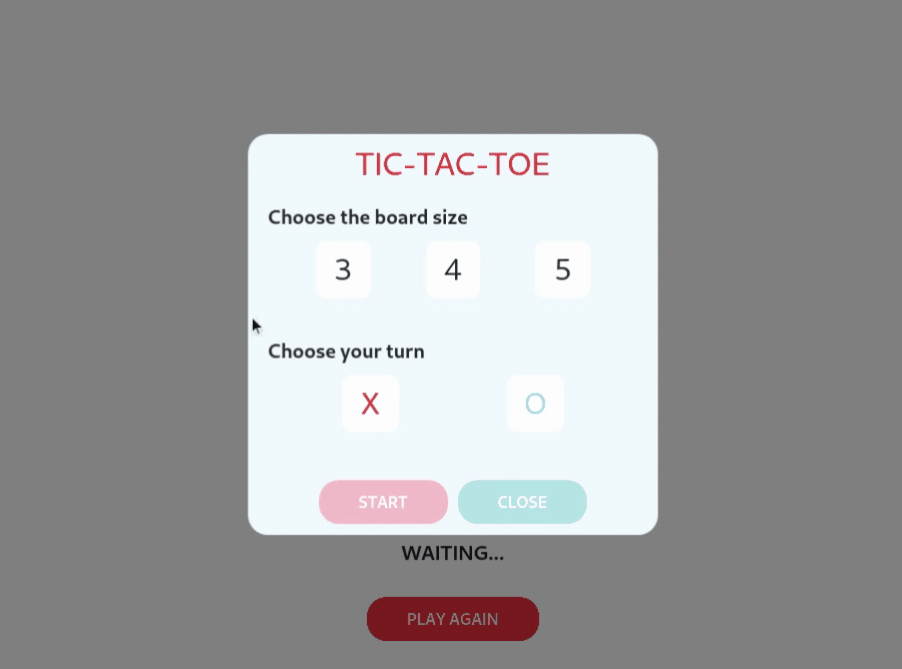 TIC-TAC-TOE
Choose the board size
3 4 5
Choose your turn
X O
START CLOSE
WAITING...
PLAY AGAIN